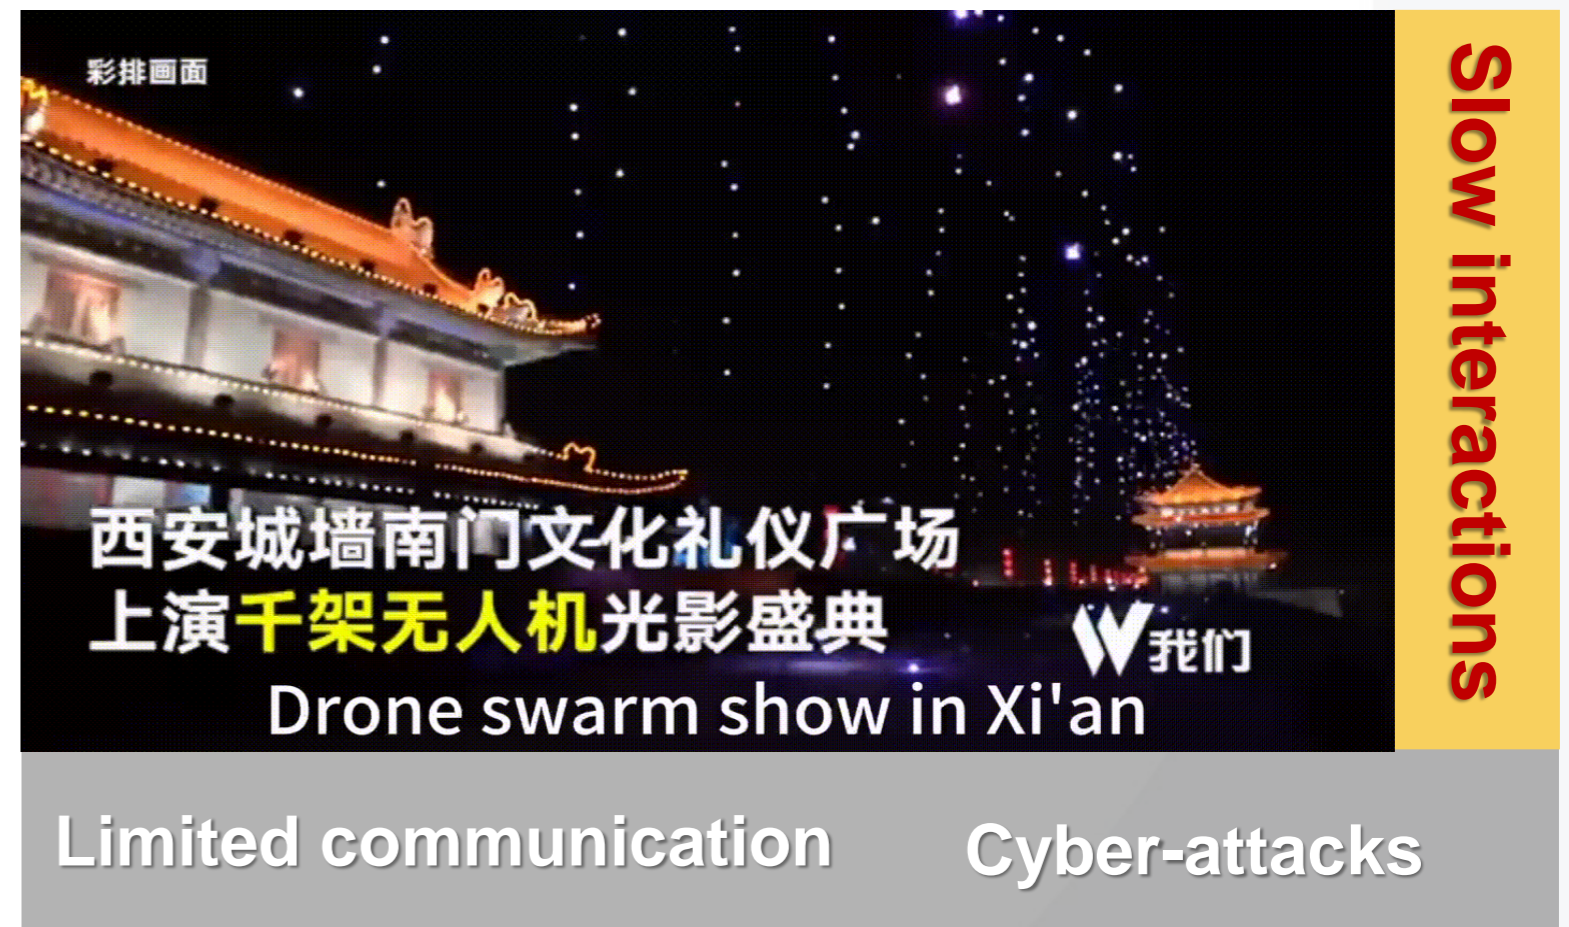 彩排画面
西安城墙南门文化礼仪广场
上演千架无人机光影盛典
W我们
Drone swarm show in Xi'an
Slow interactions
Limited communication
Cyber-attacks